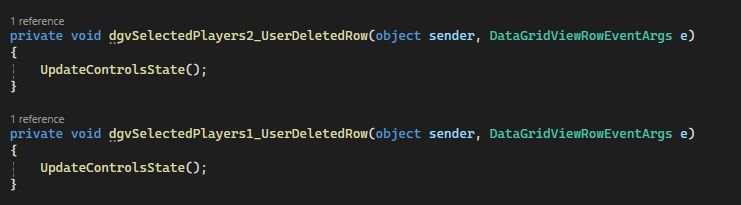 1 reference
private void dgvSelectedPlayers2_UserDeletedRow(object sender, DataGridViewRowEventArgs e)
{
UpdateControlsState();
}
1 reference
private void dgvSelectedPlayers1_UserDeletedRow(object sender, DataGridViewRowEventArgs e)
{
UpdateControlsState();
}